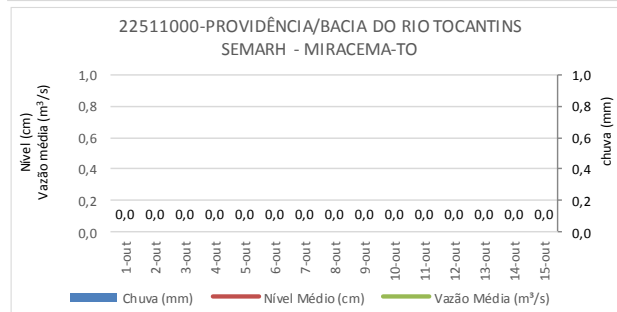 22511000-PROVIDÊNCIA/BACIA DO RIO TOCANTINS
SEMARH - MIRACEMA-TO
Nível (cm)
Vazão média (m³/s)
1,0
0,8
0,6
0,4
0,2
0,0
0,0 0,0 0,0 0,0 0,0 0,0 0,0 0,0 0,0 0,0 0,0 0,0 0,0 0,0 0,0
1,0
0,8
0,6
0,4
0,2
0,0
chuva (mm)
1-out
2-out
3-out
4-out
5-out
6-out
7-out
8-out
9-out
10-out
11-out
12-out
13-out
14-out
15-out
Chuva (mm) Nível Médio (cm) Vazão Média (m³/s)